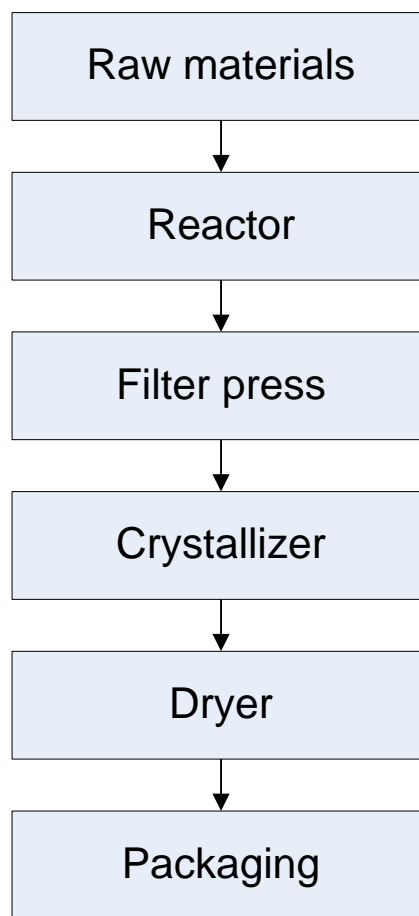 Raw materials
Reactor
Filter press
Crystallizer
Dryer
Packaging